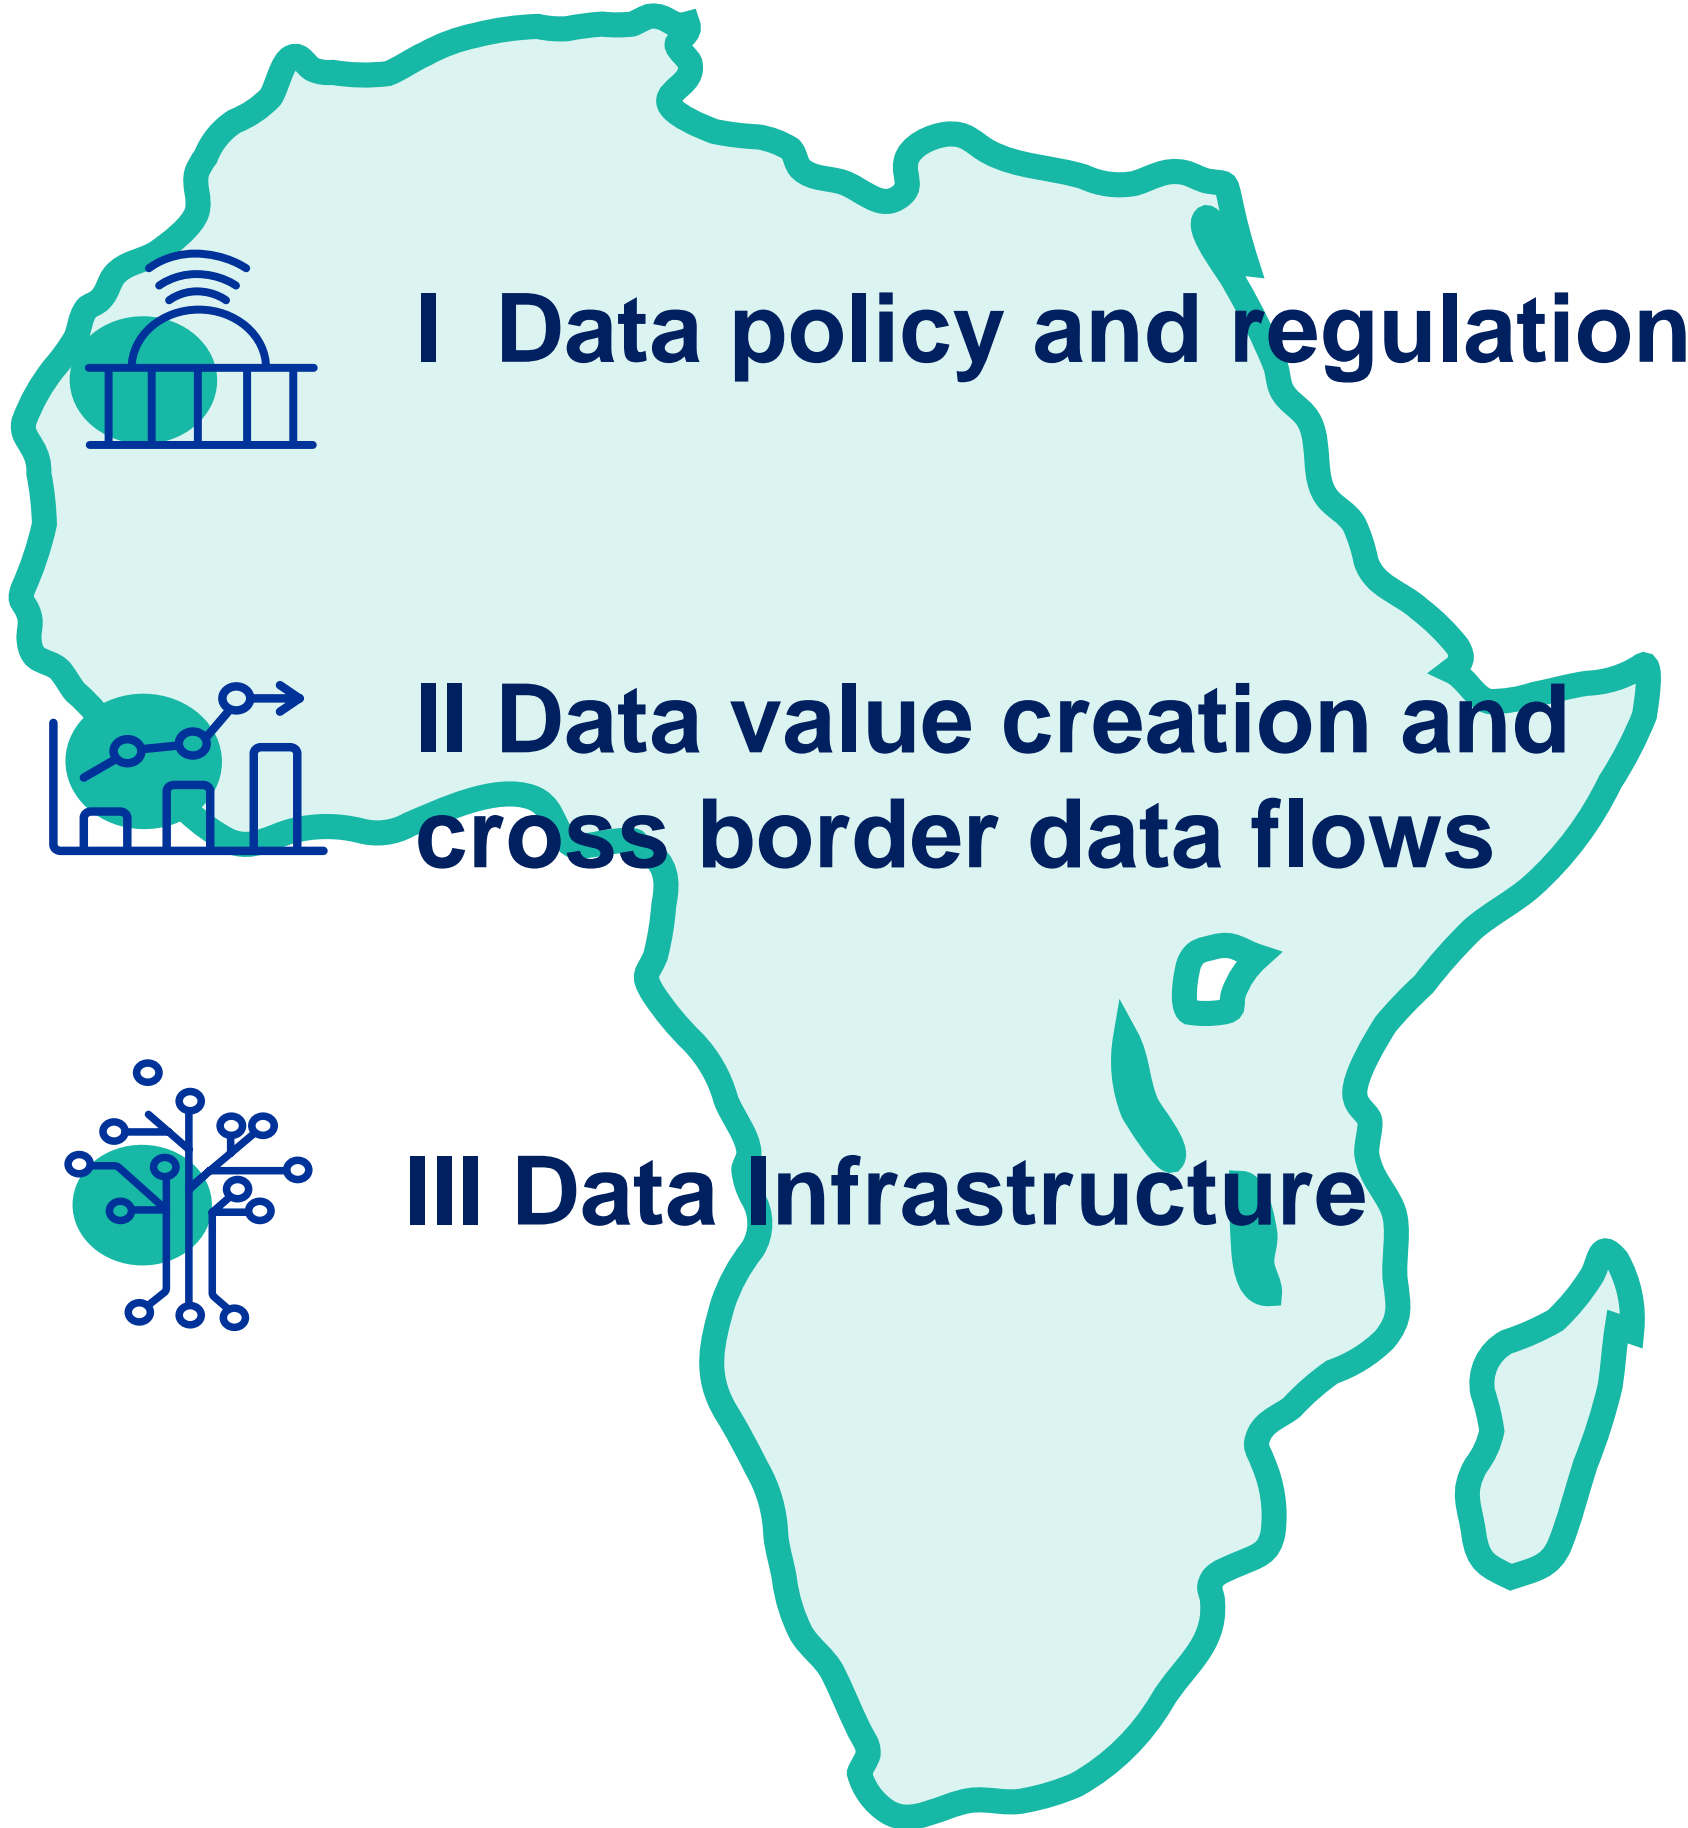 I  Data policy and regulation
II Data value creation and
cross border data flows
III Data Infrastructure